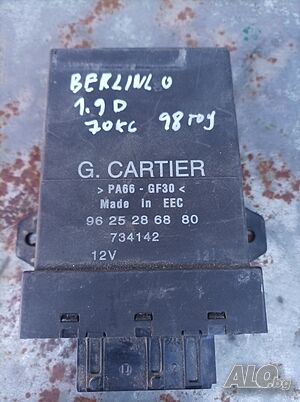 BERLINGO
1.9D
70кс 98год
G. CARTIER
> PA66 - GF30 <
Made in EEC
96 25 28 68 80
734142
12V
ALO.bg